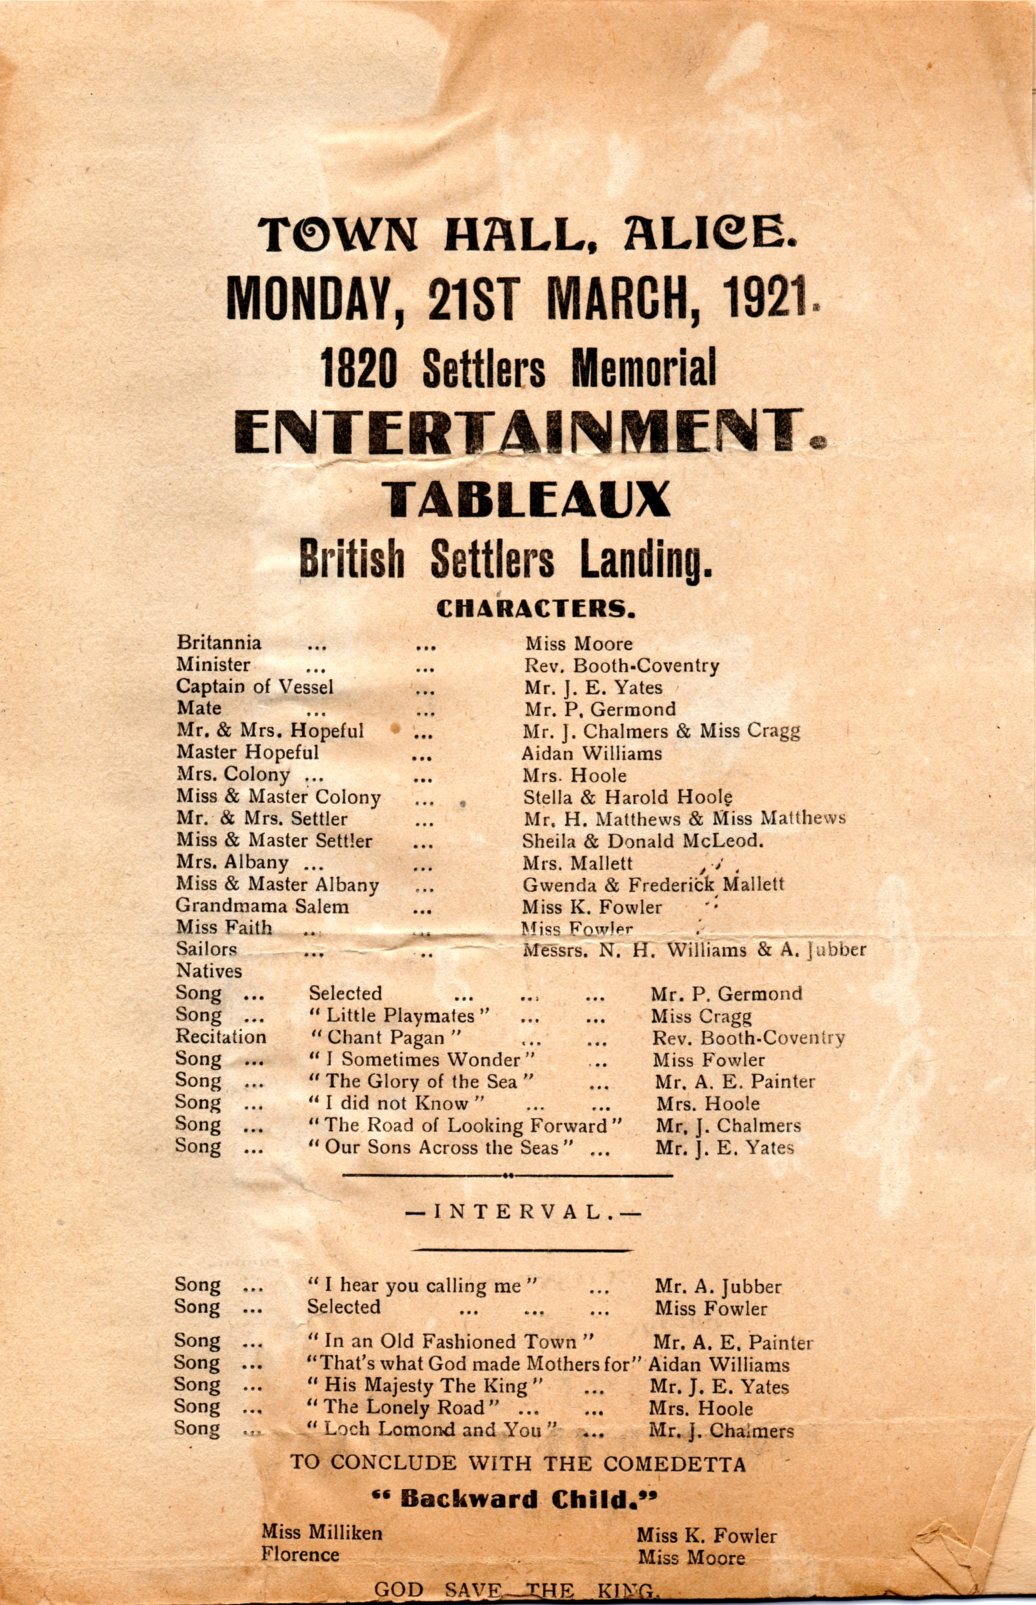 TOWN HALL, ALICE.
MONDAY, 21ST MARCH, 1921.
1820 Settlers Memorial
ENTERTAINMENT.
TABLEAUX
British Settlers Landing.
CHARACTERS.
Britannia ... ... Miss Moore
Minister ... ... Rev. Booth-Coventry
Captain of Vessel ... Mr. J. E. Yates
Mate ... ... Mr. P. Germond
Mr. & Mrs. Hopeful ... Mr. J. Chalmers & Miss Cragg
Master Hopeful ... Aidan Williams
Mrs. Colony ... ... Mrs. Hoole
Miss & Master Colony ... Stella & Harold Hoole
Mr. & Mrs. Settler ... Mr. H. Matthews & Miss Matthews
Miss & Master Settler ... Sheila & Donald McLeod.
Mrs. Albany ... ... Mrs. Mallett
Miss & Master Albany ... Gwenda & Frederick Mallett
Grandmama Salem ... Miss K. Fowler
Miss Faith ... ... Miss Fowler
Sailors ... ... Messrs. N. H. Williams & A. Jubber
Natives
Song ... Selected ... ... ... Mr. P. Germond
Song ... "Little Playmates" ... ... Miss Cragg
Recitation "Chant Pagan" ... ... Rev. Booth-Coventry
Song ... "I Sometimes Wonder" ... Miss Fowler
Song ... "The Glory of the Sea" ... Mr. A. E. Painter
Song ... "I did not Know" ... ... Mrs. Hoole
Song ... "The Road of Looking Forward" Mr. J. Chalmers
Song ... "Our Sons Across the Seas" ... Mr. J. E. Yates
—INTERVAL.—
Song ... "I hear you calling me" ... Mr. A. Jubber
Song ... Selected ... ... ... Miss Fowler
Song ... "In an Old Fashioned Town" Mr. A. E. Painter
Song ... "That's what God made Mothers for" Aidan Williams
Song ... "His Majesty The King" ... Mr. J. E. Yates
Song ... "The Lonely Road" ... ... Mrs. Hoole
Song ... "Loch Lomond and You" ... Mr. J. Chalmers
TO CONCLUDE WITH THE COMEDETTA
"Backward Child."
Miss Milliken Miss K. Fowler
Florence Miss Moore
GOD SAVE THE KING.